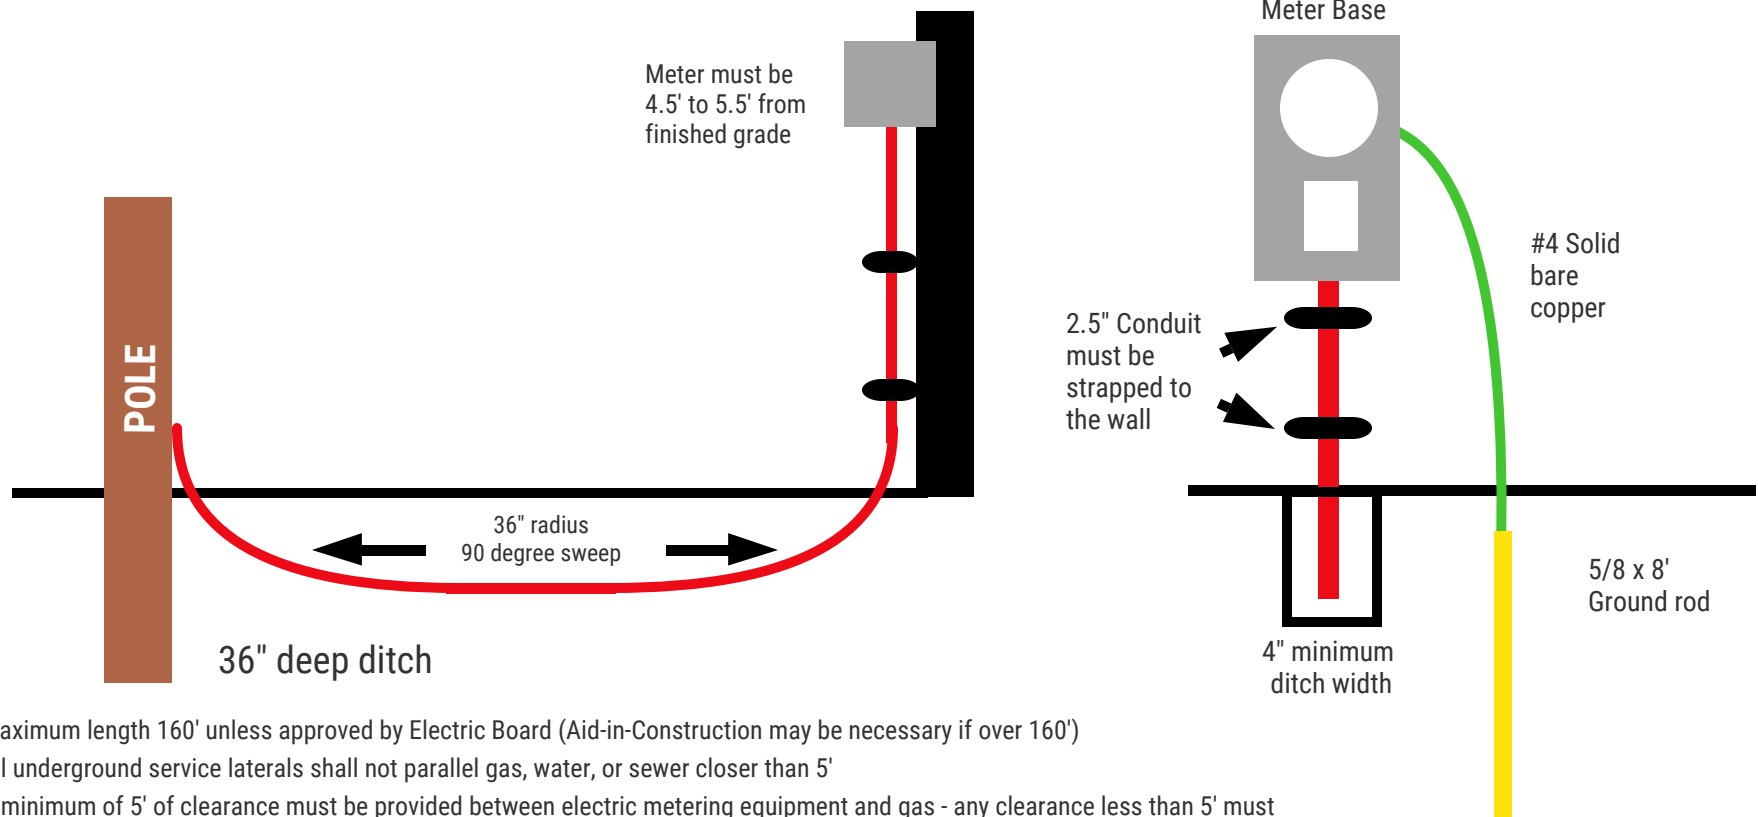 Meter Base
Meter must be
4.5' to 5.5' from
finished grade
POLE
36" radius
90 degree sweep
36" deep ditch
#4 Solid
bare
copper
2.5" Conduit
must be
strapped to
the wall
5/8 x 8'
Ground rod
4" minimum
ditch width
aximum length 160' unless approved by Electric Board (Aid-in-Construction may be necessary if over 160')
l underground service laterals shall not parallel gas, water, or sewer closer than 5'
minimum of 5' of clearance must be provided between electric metering equipment and gas - any clearance less than 5' must